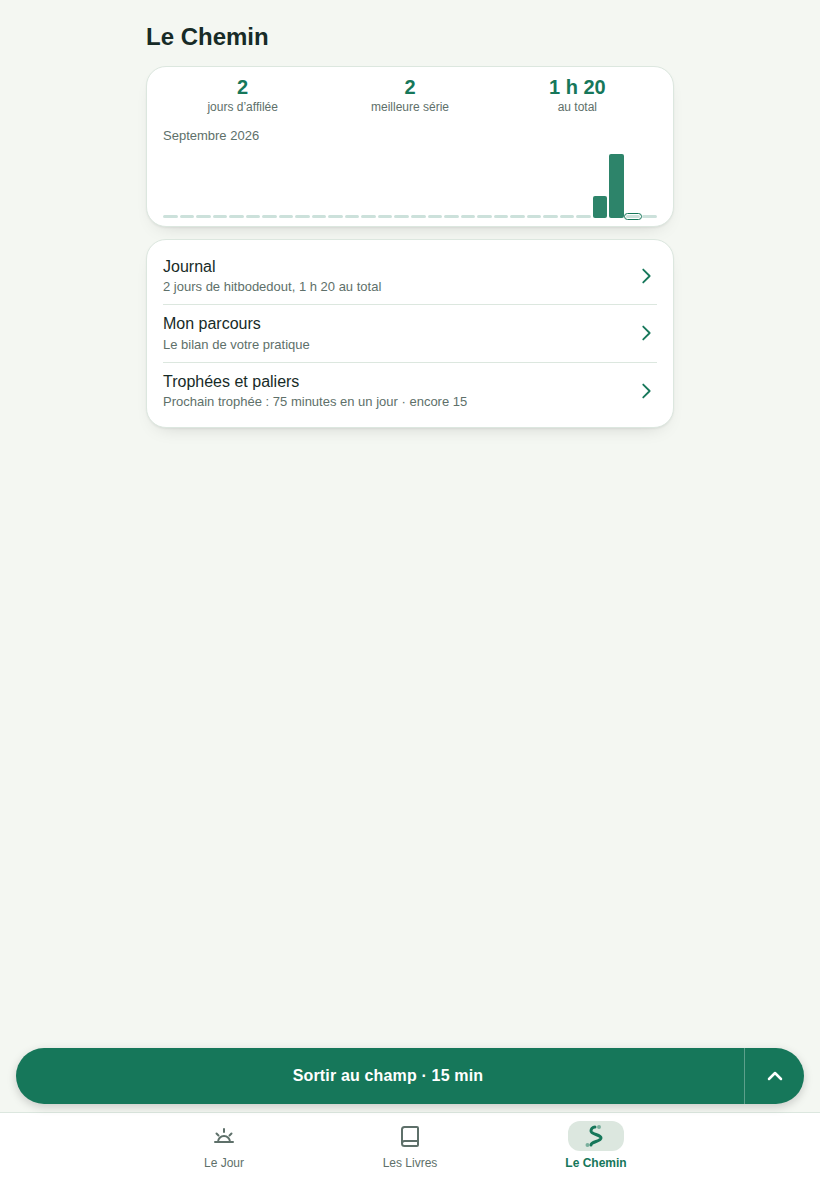 Le Chemin
2
jours d’affilée
2
meilleure série
1 h 20
au total
Septembre 2026
Journal
2 jours de hitbodedout, 1 h 20 au total
Mon parcours
Le bilan de votre pratique
Trophées et paliers
Prochain trophée : 75 minutes en un jour · encore 15
Sortir au champ · 15 min
Le Jour
Les Livres
Le Chemin